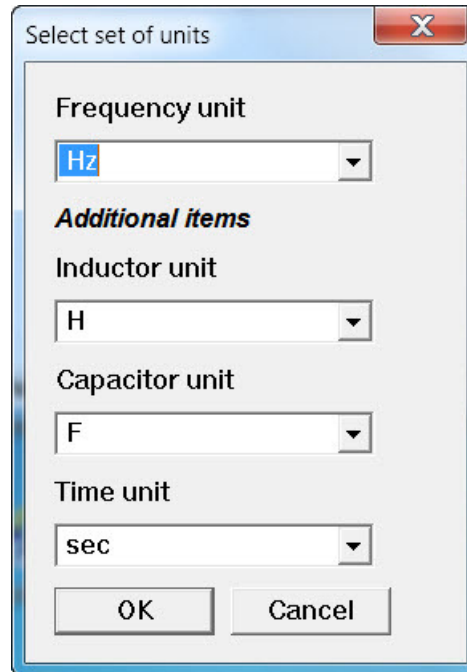 Select set of units
Frequency unit
Hz
Additional items
Inductor unit
H
Capacitor unit
F
Time unit
sec
OK Cancel